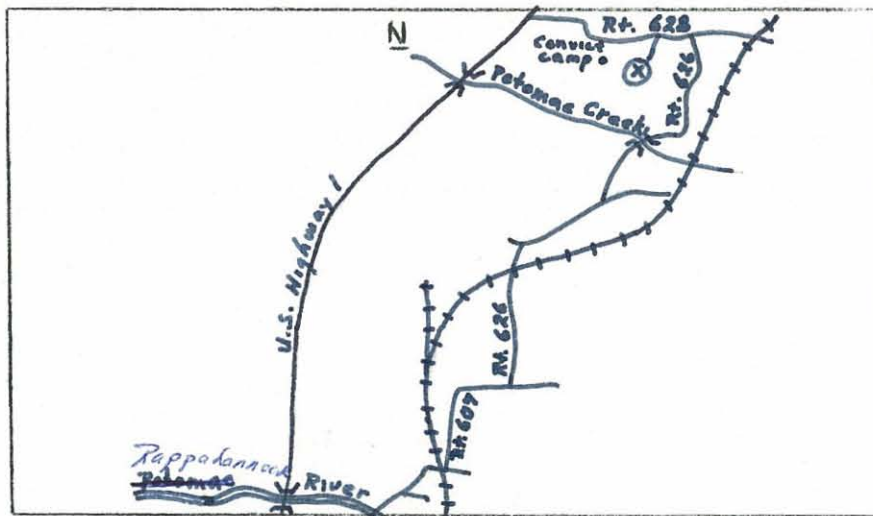 N
Rt. 628
Convict
camp
X
Rt. 626
Potomac Creek
U.S. Highway 1
Rt. 626
Rt. 607
Rappahannock
Potomac
River